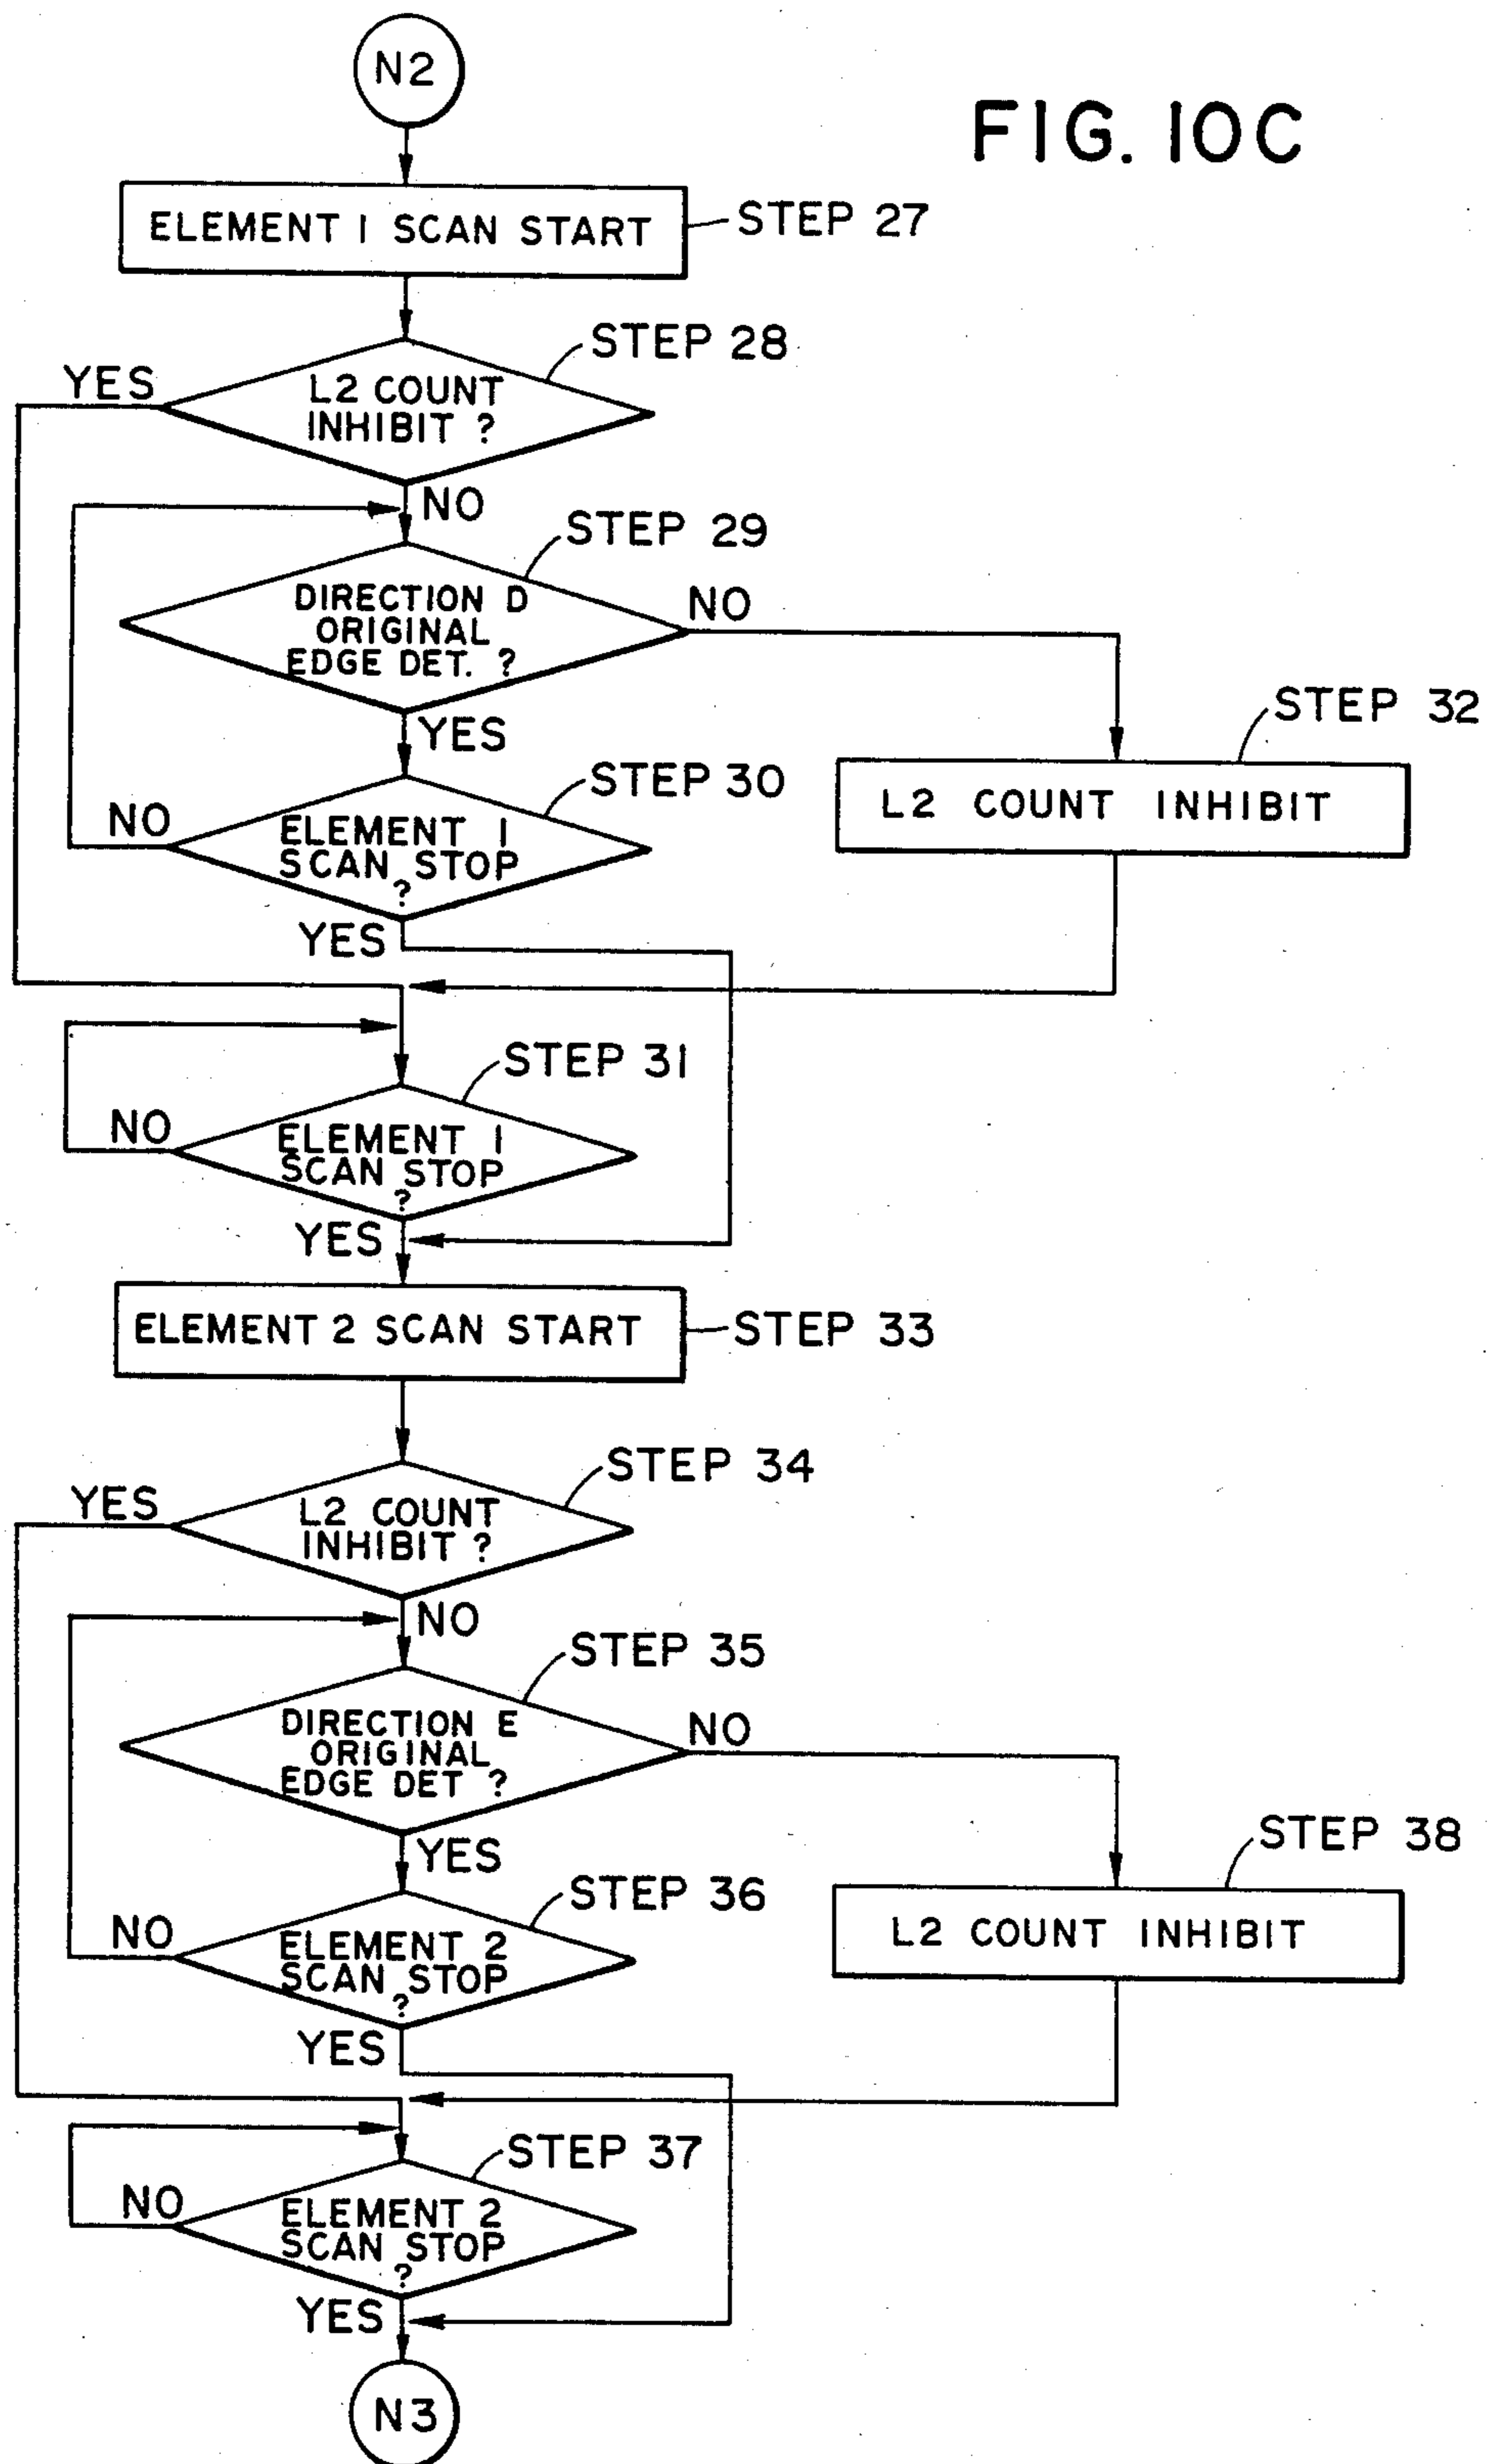 N2
FIG. 10C
ELEMENT 1 SCAN START
STEP 27
STEP 28
YES
L2 COUNT
INHIBIT ?
NO
STEP 29
DIRECTION D
ORIGINAL
EDGE DET. ?
NO
STEP 32
YES
STEP 30
L2 COUNT INHIBIT
NO
ELEMENT 1
SCAN STOP
?
YES
STEP 31
NO
ELEMENT 1
SCAN STOP
?
YES
ELEMENT 2 SCAN START
STEP 33
STEP 34
YES
L2 COUNT
INHIBIT ?
NO
STEP 35
DIRECTION E
ORIGINAL
EDGE DET ?
NO
STEP 38
YES
STEP 36
L2 COUNT INHIBIT
NO
ELEMENT 2
SCAN STOP
?
YES
STEP 37
NO
ELEMENT 2
SCAN STOP
?
YES
N3